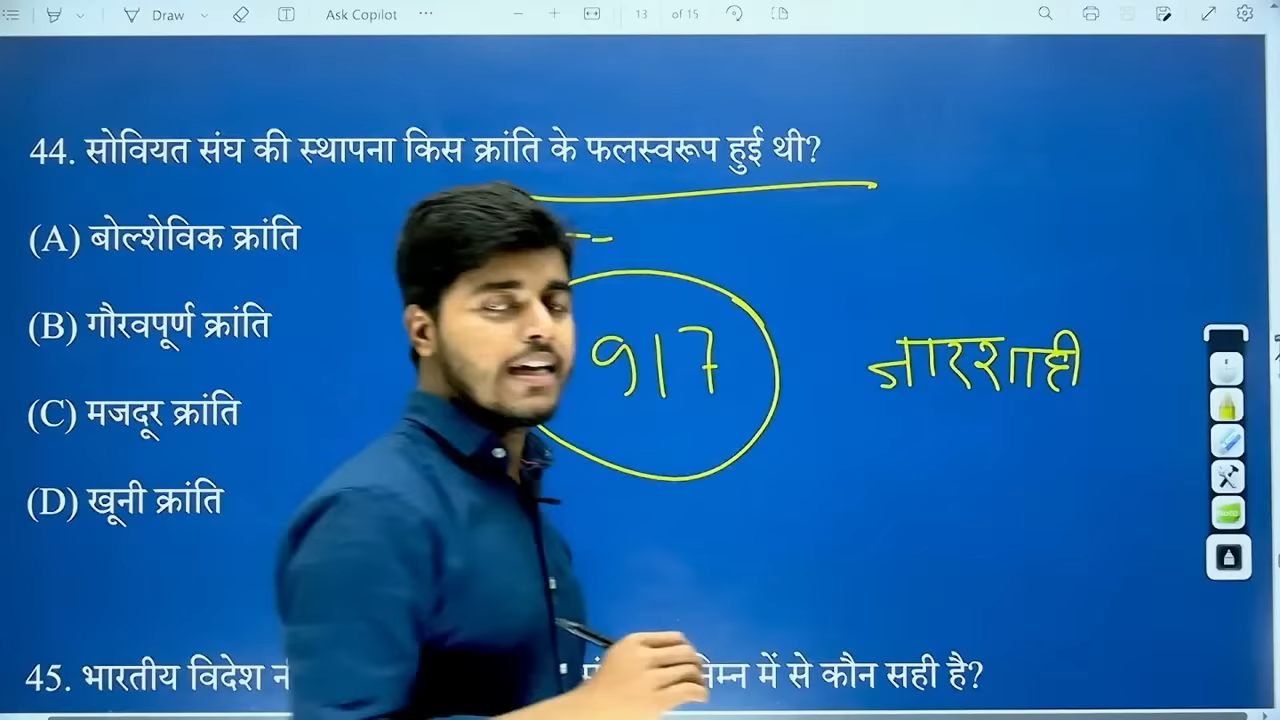 Draw
Ask Copilot
13 of 15
44. सोवियत संघ की स्थापना किस क्रांति के फलस्वरूप हुई थी?
(A) बोल्शेविक क्रांति
(B) गौरवपूर्ण क्रांति
917
जारशाही
(C) मजदूर क्रांति
(D) खूनी क्रांति
45. भारतीय विदेश में से कौन सही है?